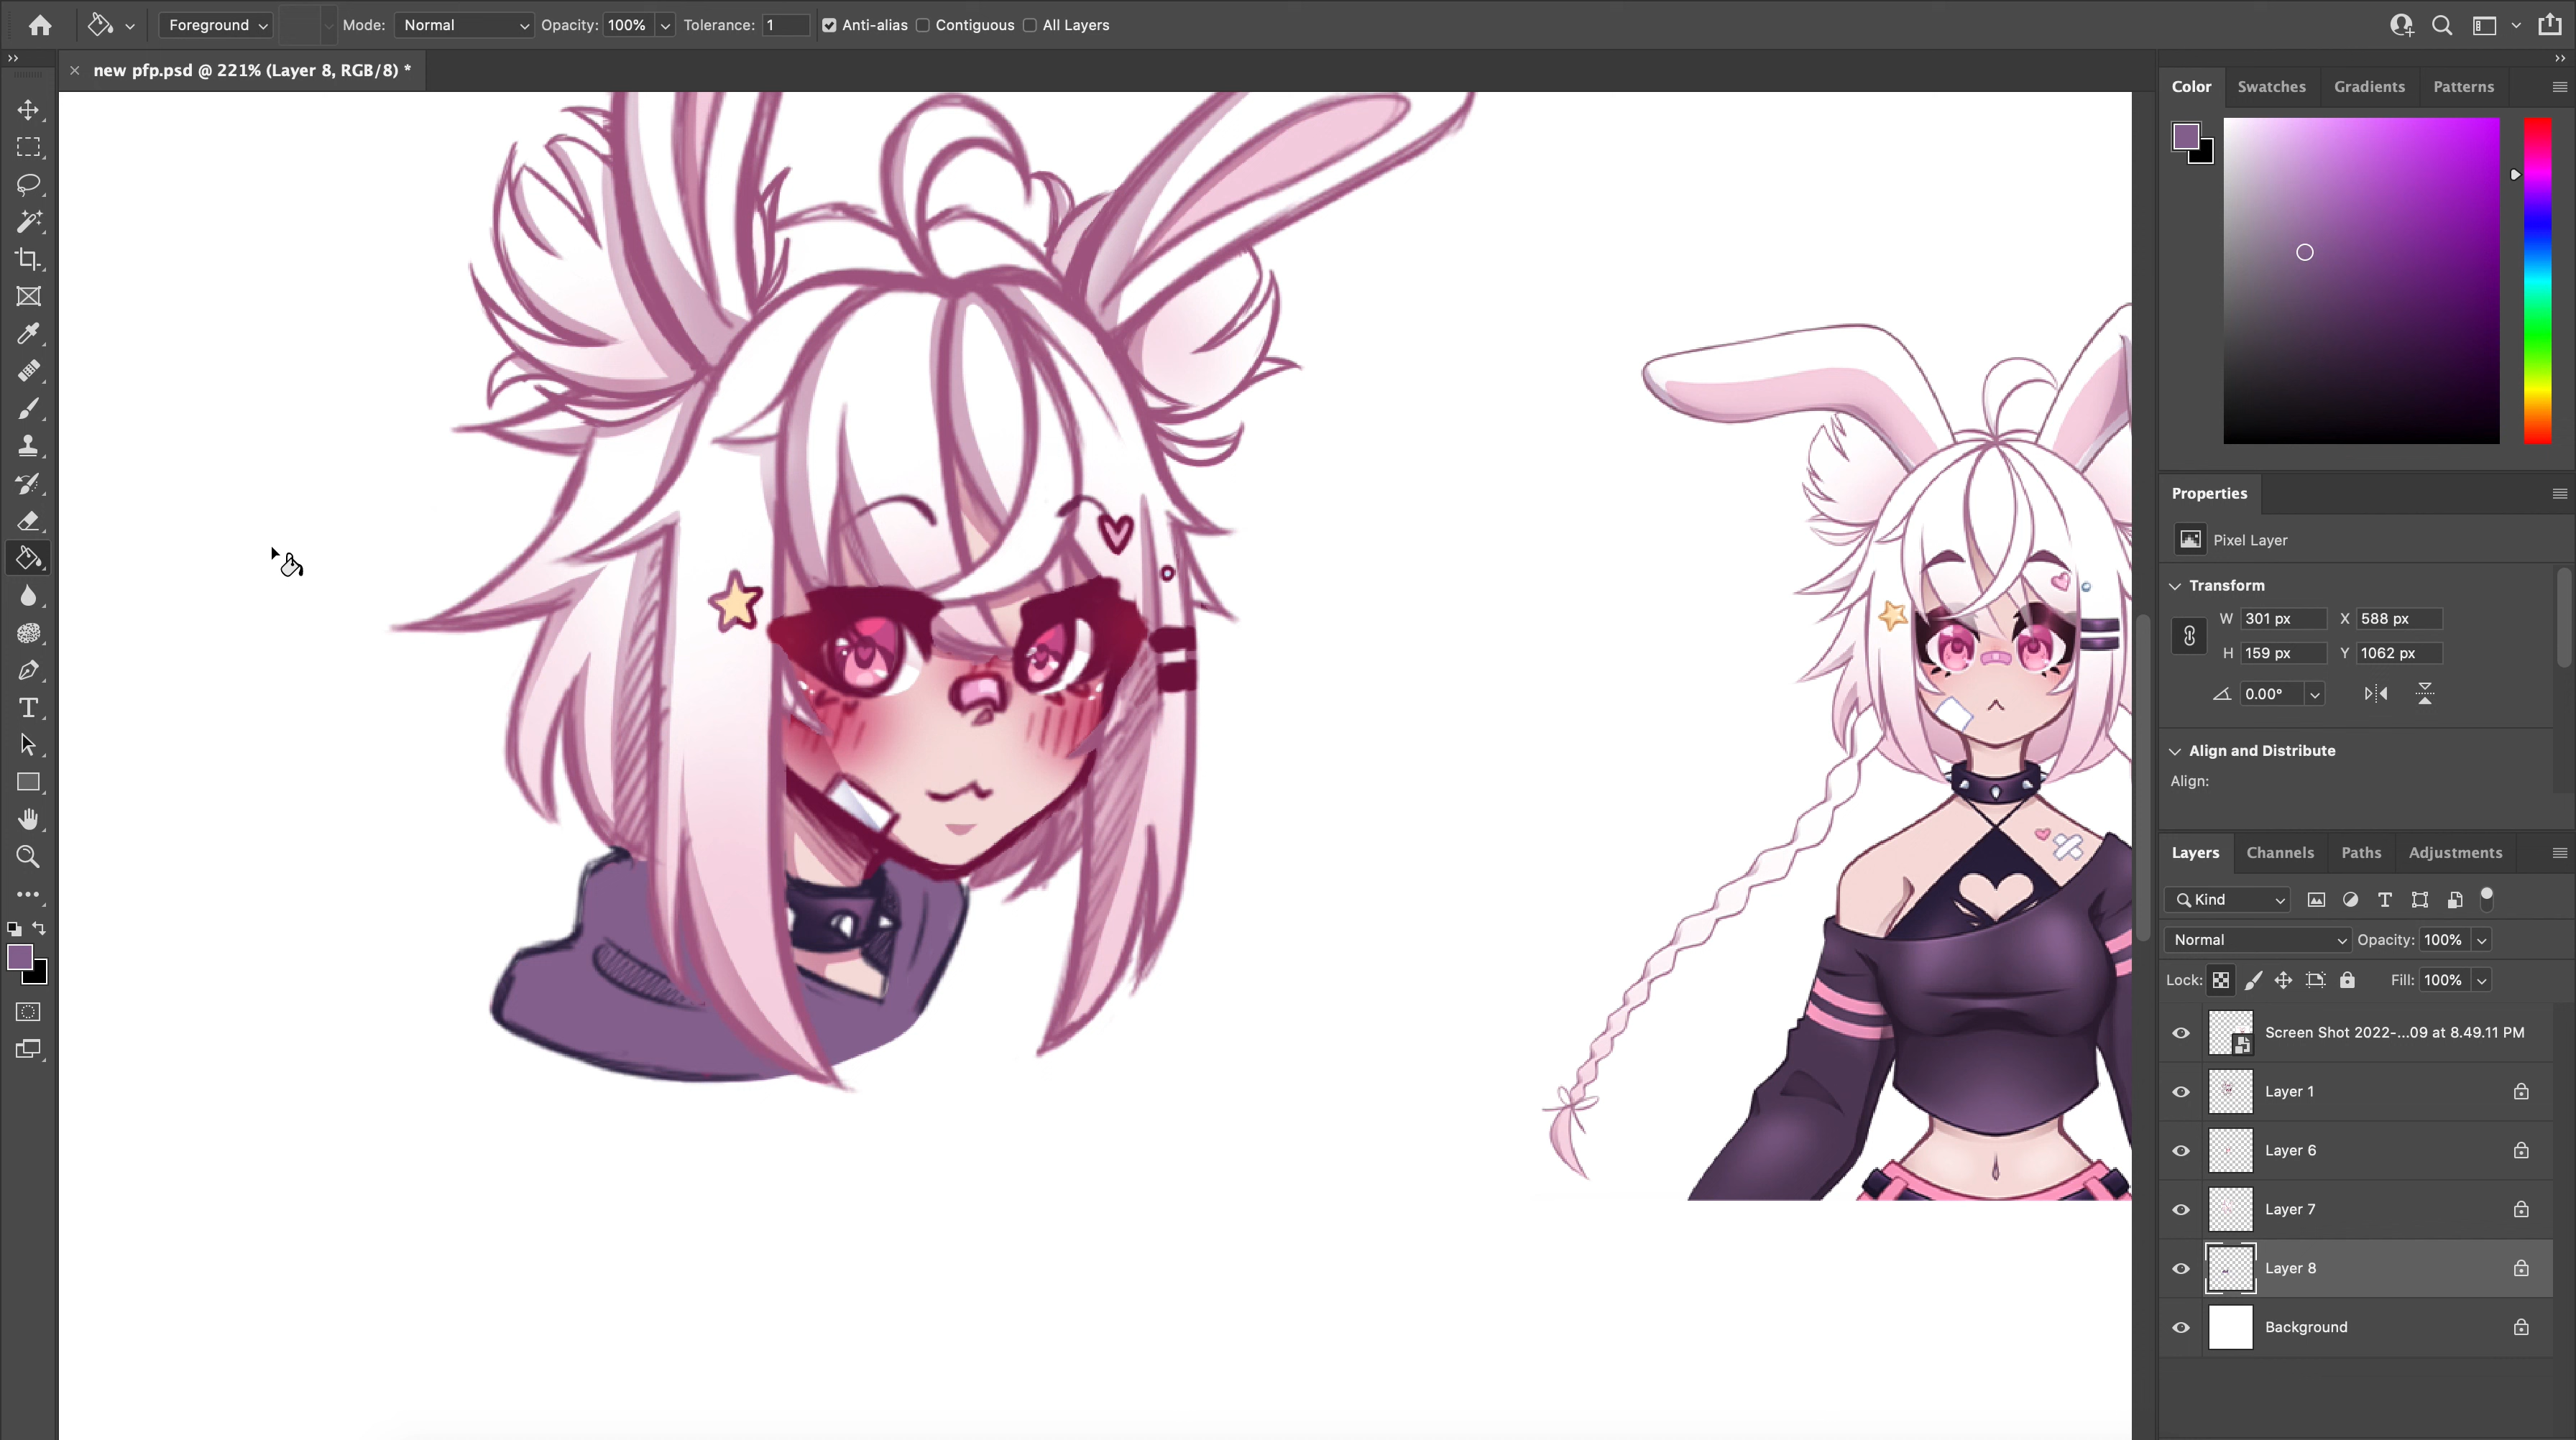 Foreground Mode: Normal Opacity: 100% Tolerance: 1 Anti-alias Contiguous All Layers
new pfp.psd @ 221% (Layer 8, RGB/8) *
Color Swatches Gradients Patterns
Properties
Pixel Layer
Transform
W 301 px X 588 px
H 159 px Y 1062 px
0.00°
Align and Distribute
Align:
Layers Channels Paths Adjustments
Kind
Normal Opacity: 100%
Lock: Fill: 100%
Screen Shot 2022-...09 at 8.49.11 PM
Layer 1
Layer 6
Layer 7
Layer 8
Background